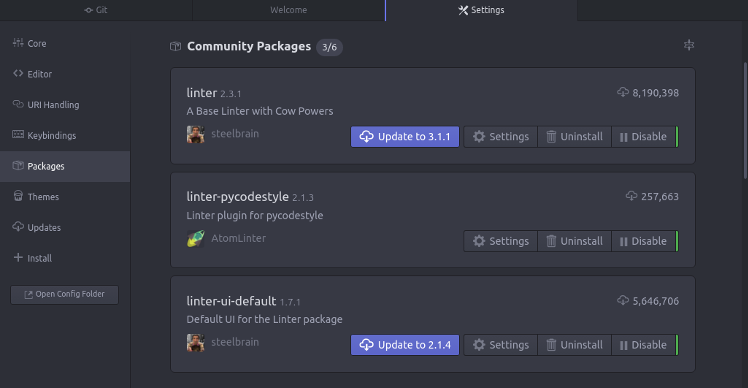 Git
Welcome
Settings
Core
Editor
URI Handling
Keybindings
Packages
Themes
Updates
Install
Open Config Folder
Community Packages 3/6
linter 2.3.1
8,190,398
A Base Linter with Cow Powers
steelbrain
Update to 3.1.1
Settings
Uninstall
Disable
linter-pycodestyle 2.1.3
257,663
Linter plugin for pycodestyle
AtomLinter
Settings
Uninstall
Disable
linter-ui-default 1.7.1
5,646,706
Default UI for the Linter package
steelbrain
Update to 2.1.4
Settings
Uninstall
Disable